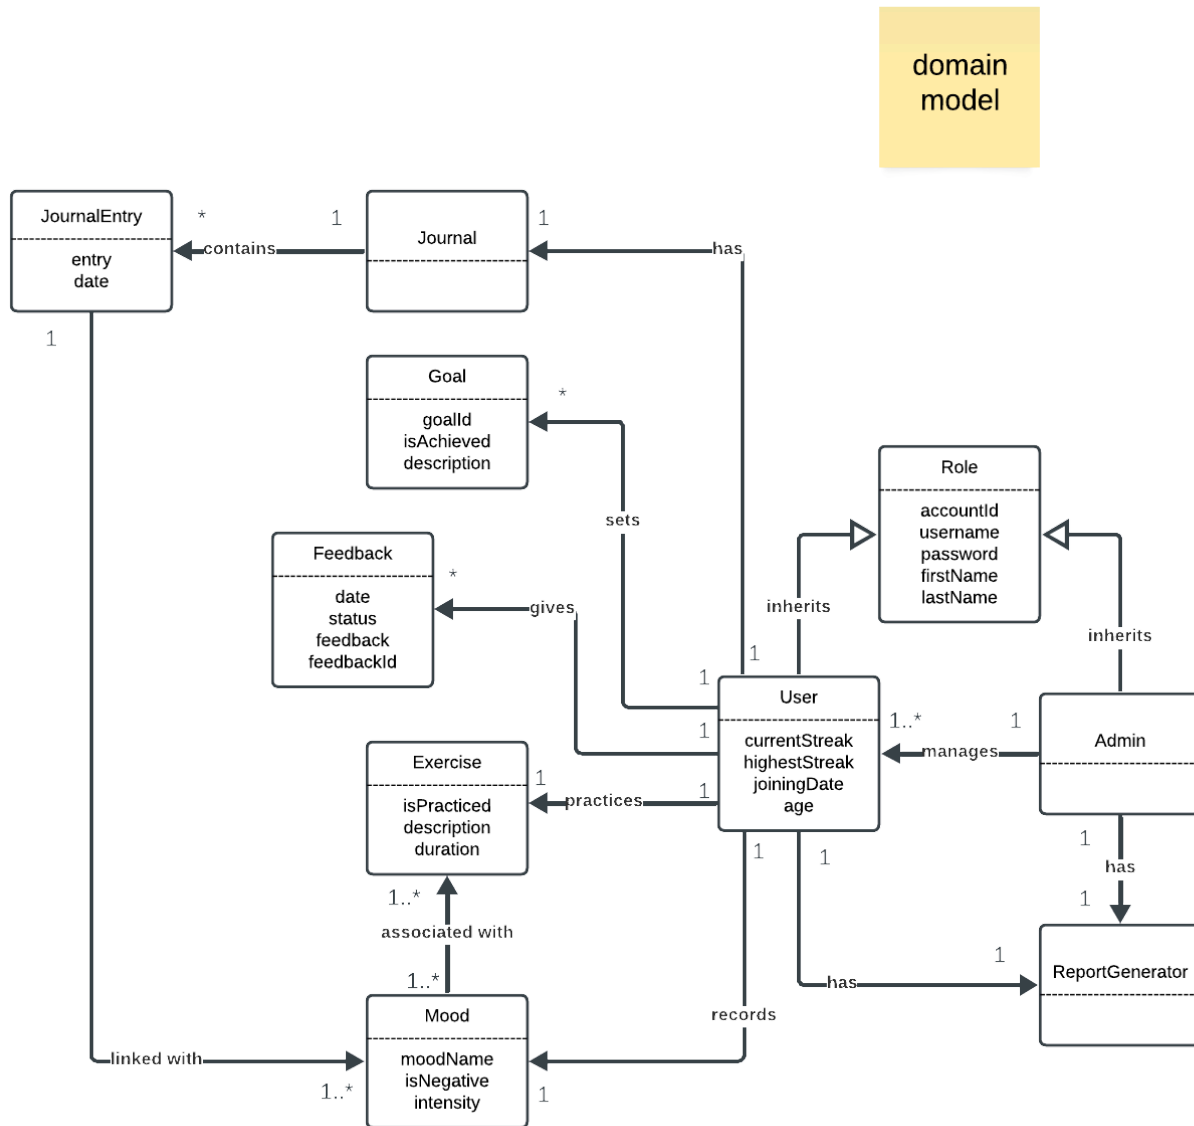 domain
model
JournalEntry
entry
date
*
contains
1
Journal
1
has
1
Goal
goalId
isAchieved
description
*
sets
Role
accountId
username
password
firstName
lastName
Feedback
date
status
feedback
feedbackId
*
gives
inherits
inherits
1
1
1
1
User
currentStreak
highestStreak
joiningDate
age
1..*
manages
1
Admin
Exercise
isPracticed
description
duration
1
practices
1
1
1
has
1
1..*
associated with
1..*
ReportGenerator
1
has
records
Mood
moodName
isNegative
intensity
linked with
1..*
1